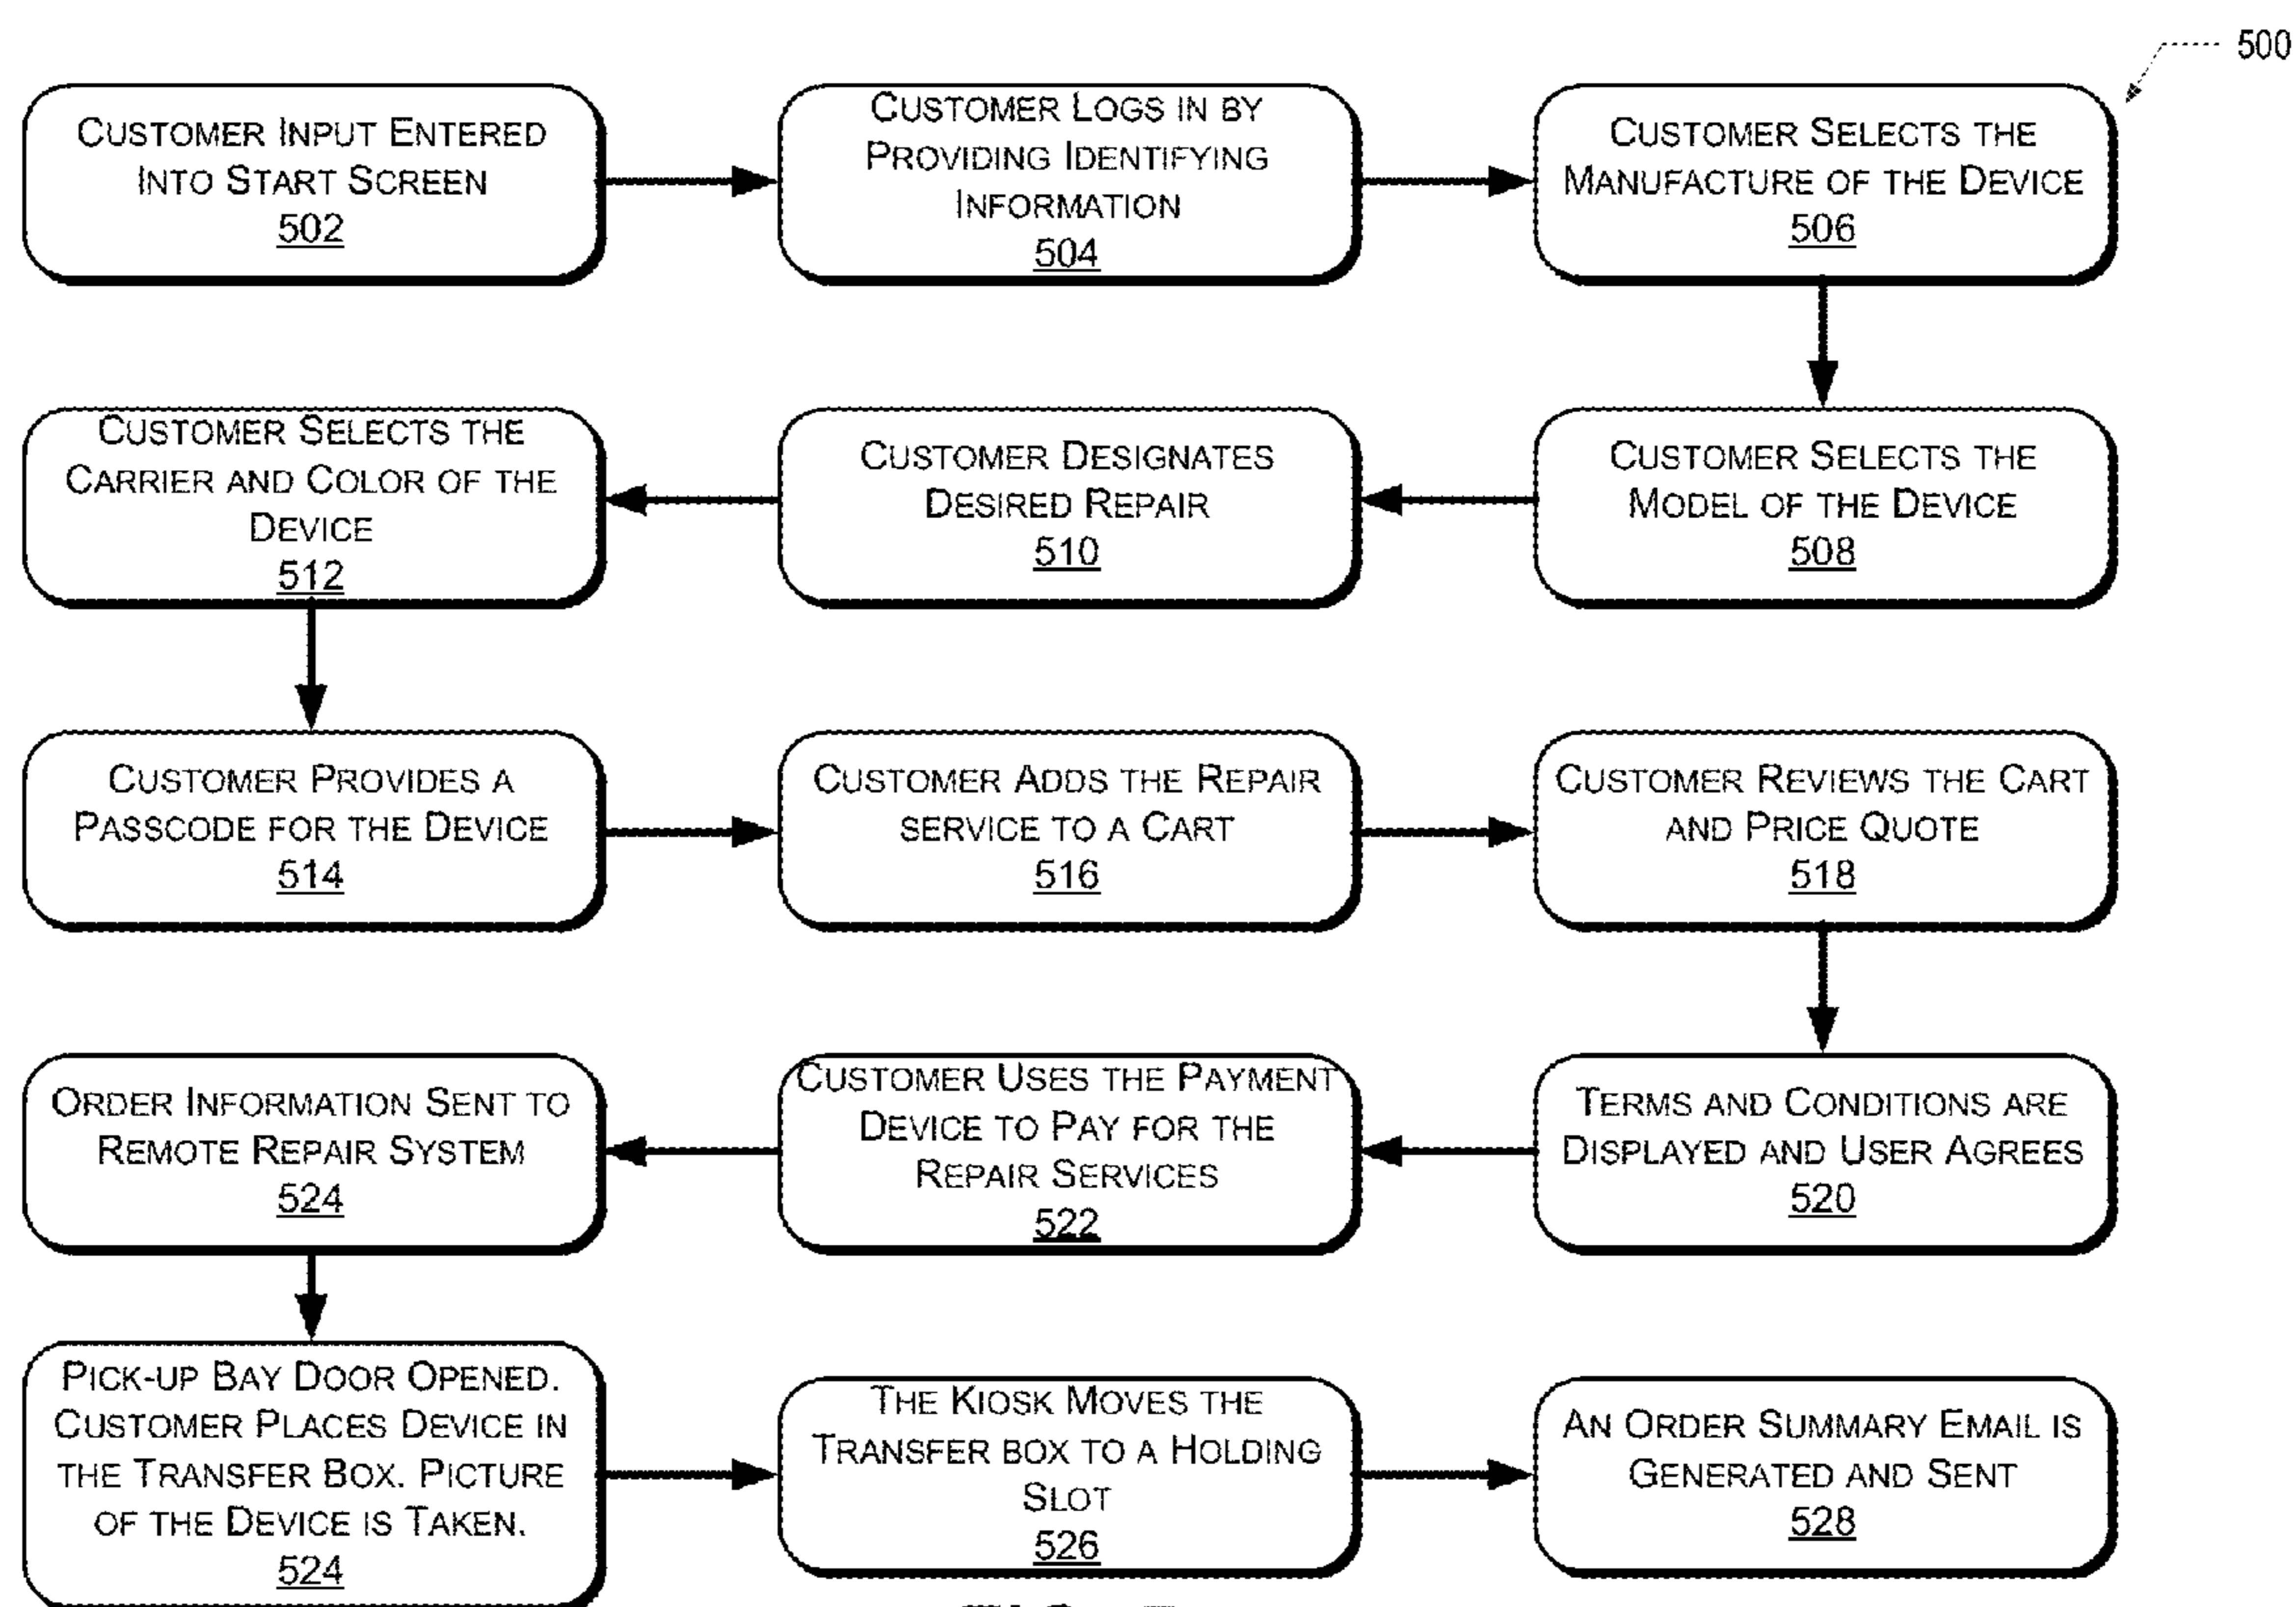 500
CUSTOMER INPUT ENTERED
INTO START SCREEN
502
CUSTOMER LOGS IN BY
PROVIDING IDENTIFYING
INFORMATION
504
CUSTOMER SELECTS THE
MANUFACTURE OF THE DEVICE
506
CUSTOMER SELECTS THE
MODEL OF THE DEVICE
508
CUSTOMER DESIGNATES
DESIRED REPAIR
510
CUSTOMER SELECTS THE
CARRIER AND COLOR OF THE
DEVICE
512
CUSTOMER PROVIDES A
PASSCODE FOR THE DEVICE
514
CUSTOMER ADDS THE REPAIR
SERVICE TO A CART
516
CUSTOMER REVIEWS THE CART
AND PRICE QUOTE
518
TERMS AND CONDITIONS ARE
DISPLAYED AND USER AGREES
520
CUSTOMER USES THE PAYMENT
DEVICE TO PAY FOR THE
REPAIR SERVICES
522
ORDER INFORMATION SENT TO
REMOTE REPAIR SYSTEM
524
PICK-UP BAY DOOR OPENED.
CUSTOMER PLACES DEVICE IN
THE TRANSFER BOX. PICTURE
OF THE DEVICE IS TAKEN.
524
THE KIOSK MOVES THE
TRANSFER BOX TO A HOLDING
SLOT
526
AN ORDER SUMMARY EMAIL IS
GENERATED AND SENT
528